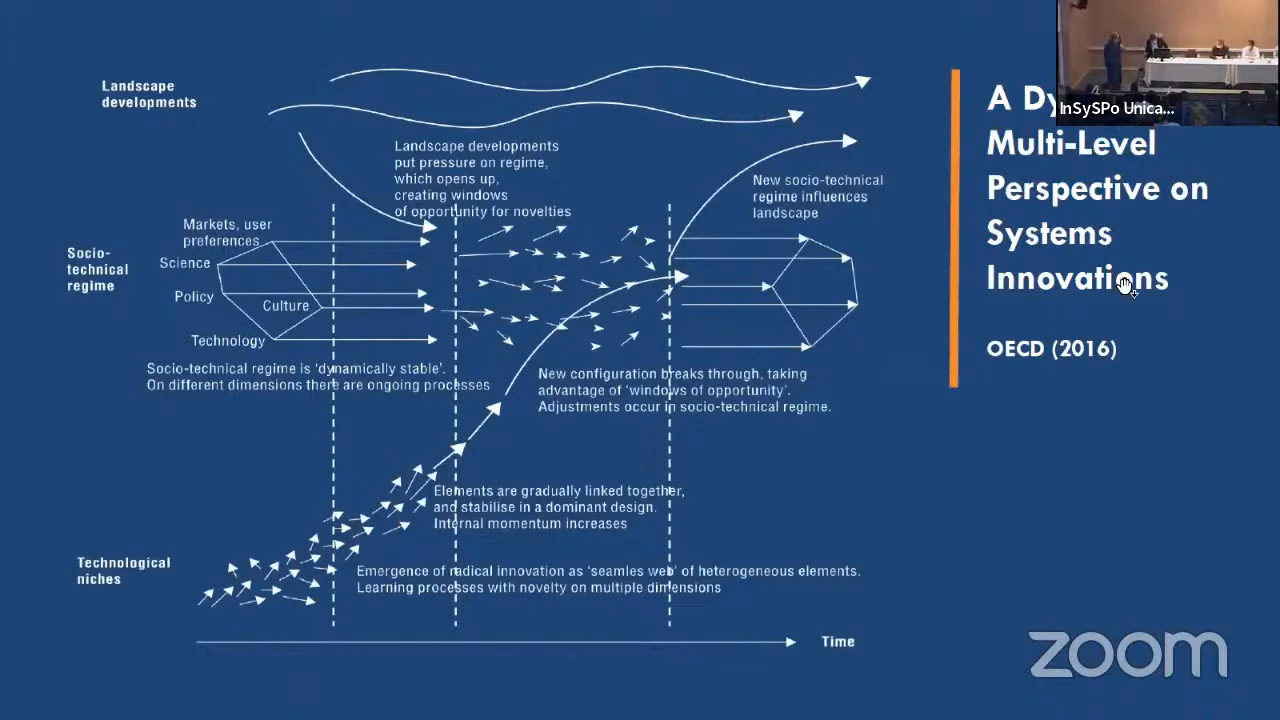 Landscape
developments
Landscape developments
put pressure on regime,
which opens up,
creating windows
of opportunity for novelties
New socio-technical
regime influences
landscape
Socio-
technical
regime
Markets, user
preferences
Science
Policy
Culture
Technology
Socio-technical regime is ‘dynamically stable’.
On different dimensions there are ongoing processes
New configuration breaks through, taking
advantage of ‘windows of opportunity’.
Adjustments occur in socio-technical regime.
Elements are gradually linked together,
and stabilise in a dominant design.
Internal momentum increases
Technological
niches
Emergence of radical innovation as ‘seamles web’ of heterogeneous elements.
Learning processes with novelty on multiple dimensions
Time
A Dy
Multi-Level
Perspective on
Systems
Innovations
OECD (2016)
InSySPo Unica...
zoom